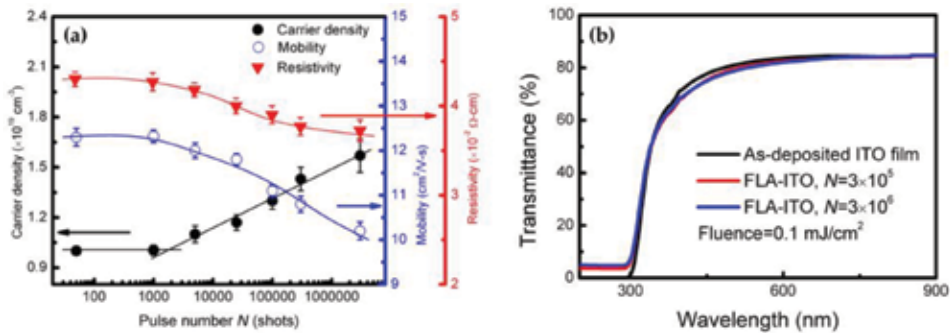 (a)
Carrier density
Mobility
Resistivity
2.4
2.1
1.8
1.5
1.2
0.9
Carrier density (×10¹⁹ cm⁻³)
100
1000
10000
100000
1000000
Pulse number N (shots)
15
14
13
12
11
10
9
Mobility (cm²/V-s)
5
4
3
2
Resistivity (×10⁻² Ω-cm)
(b)
100
80
60
40
20
0
Transmittance (%)
As-deposited ITO film
FLA-ITO, N=3×10⁵
FLA-ITO, N=3×10⁶
Fluence=0.1 mJ/cm²
300
600
900
Wavelength (nm)